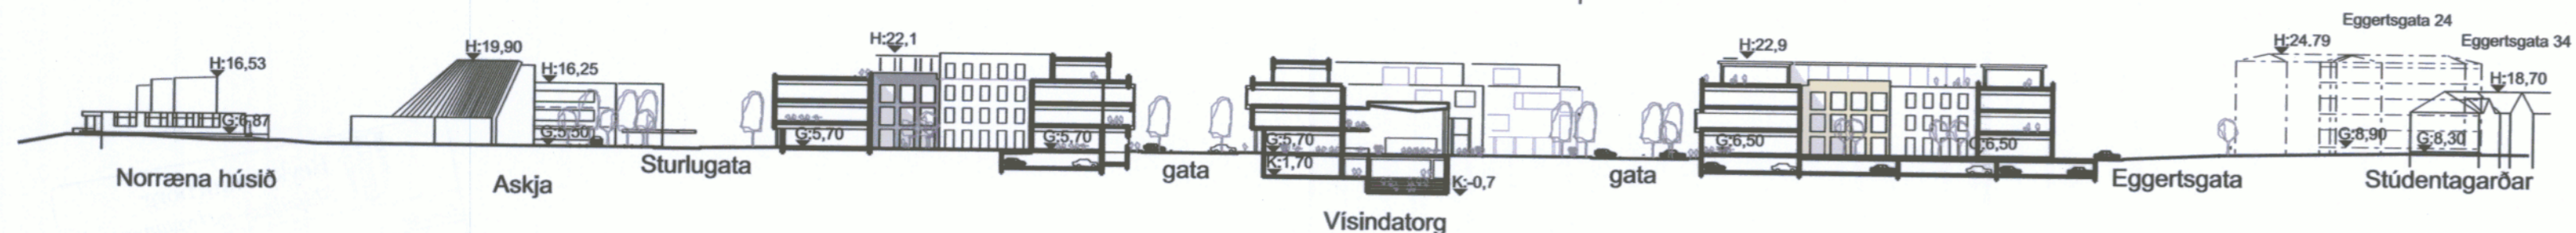 H:16,53
G:6,87
Norræna húsið
H:19,90
H:16,25
G:5,50
Askja
Sturlugata
H:22,1
G:5,70
G:5,70
gata
G:5,70
K:1,70
K:-0,7
Vísindatorg
gata
H:22,9
G:6,50
G:6,50
Eggertsgata
Eggertsgata 24
H:24.79
Eggertsgata 34
H:18,70
G:8,90
G:8,30
Stúdentagarðar